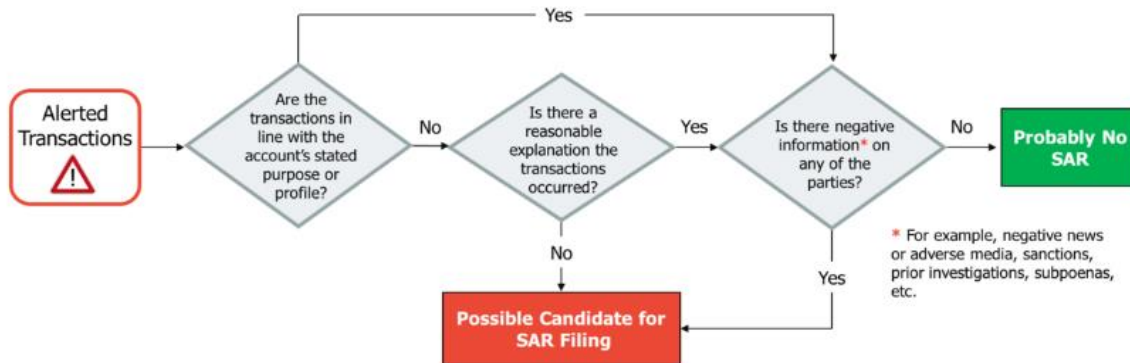 Yes
Alerted
Transactions
!
Are the
transactions in
line with the
account's stated
purpose or
profile?
No
Is there a
reasonable
explanation the
transactions
occurred?
Yes
Is there negative
information* on
any of the
parties?
No
Probably No
SAR
No
Yes
* For example, negative news
or adverse media, sanctions,
prior investigations, subpoenas,
etc.
Possible Candidate for
SAR Filing